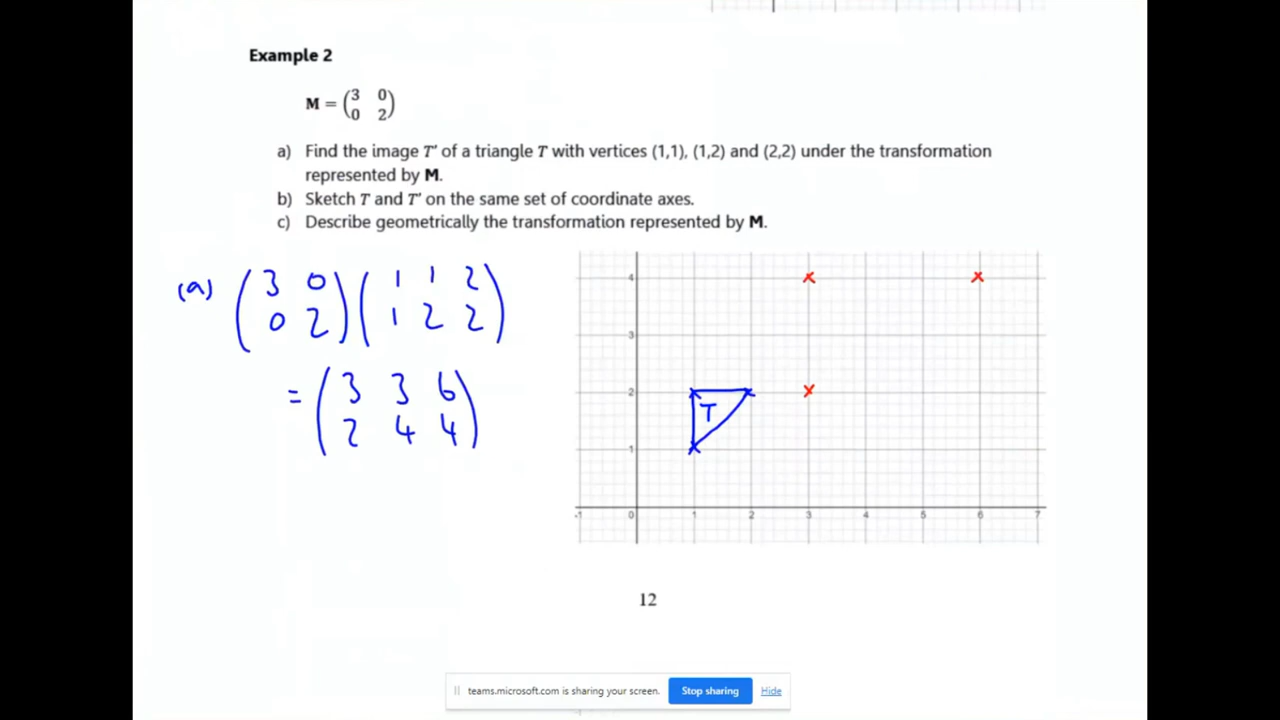 Example 2
M = (3 0
0 2)
a) Find the image T' of a triangle T with vertices (1,1), (1,2) and (2,2) under the transformation
represented by M.
b) Sketch T and T' on the same set of coordinate axes.
c) Describe geometrically the transformation represented by M.
(a) (3 0) (1 1 2)
(0 2) (1 2 2)
= (3 3 6)
(2 4 4)
4
3
2
T
1
-1 0 1 2 3 4 5 6 7
12
teams.microsoft.com is sharing your screen. Stop sharing Hide